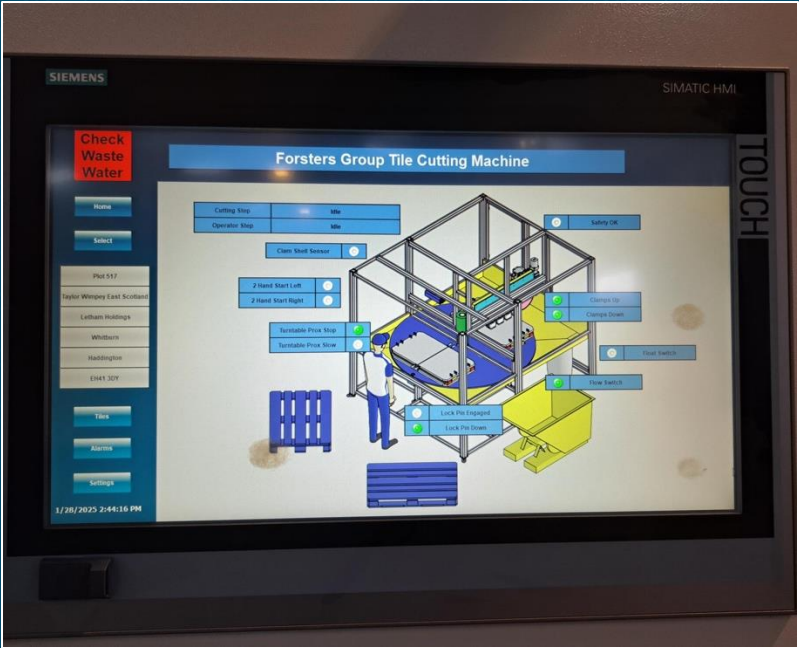 SIEMENS
SIMATIC HMI
TOUCH
Check
Waste
Water
Forsters Group Tile Cutting Machine
Home
Select
Plot 517
Taylor Wimpey East Scotland
Letham Holdings
Whitburn
Haddington
EH41 3DY
Tiles
Alarms
Settings
1/28/2025 2:44:16 PM
Cutting Step Idle
Operator Step Idle
Clam Shell Sensor
Safety OK
2 Hand Start Left
2 Hand Start Right
Clamps Up
Clamps Down
Turntable Prox Stop
Turntable Prox Slow
Float Switch
Flow Switch
Lock Pin Engaged
Lock Pin Down